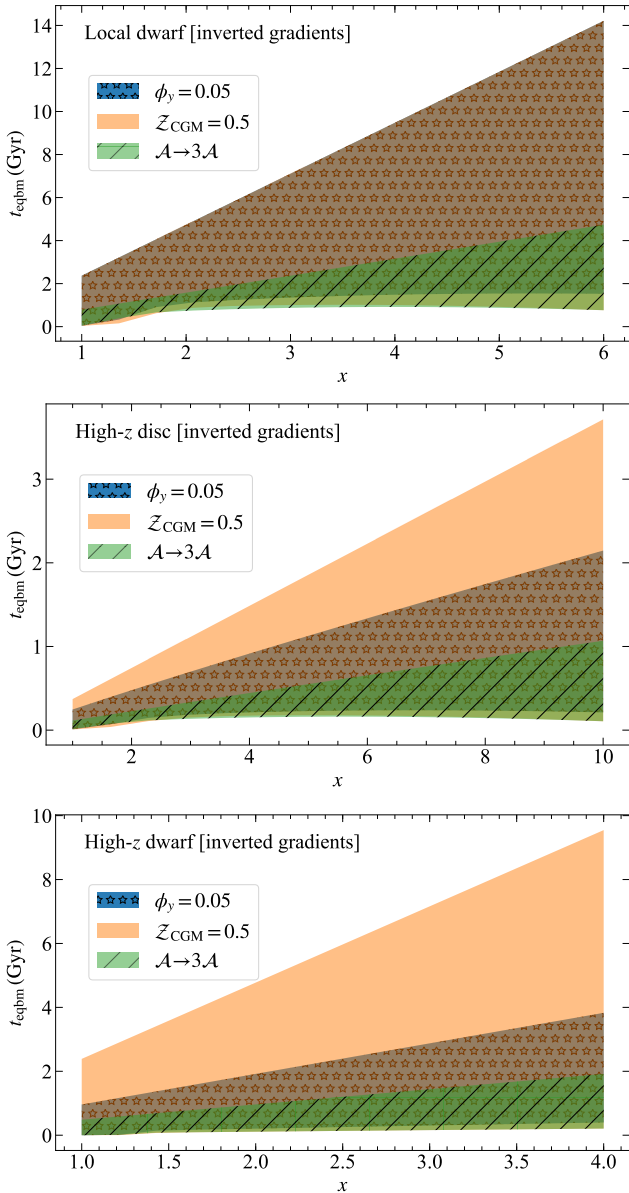 Local dwarf [inverted gradients]
ϕ_y = 0.05
𝒵_CGM = 0.5
𝒜→3𝒜
t_eqbm (Gyr)
14
12
10
8
6
4
2
0
1 2 3 4 5 6
x
High-z disc [inverted gradients]
ϕ_y = 0.05
𝒵_CGM = 0.5
𝒜→3𝒜
t_eqbm (Gyr)
3
2
1
0
2 4 6 8 10
x
High-z dwarf [inverted gradients]
ϕ_y = 0.05
𝒵_CGM = 0.5
𝒜→3𝒜
t_eqbm (Gyr)
10
8
6
4
2
0
1.0 1.5 2.0 2.5 3.0 3.5 4.0
x